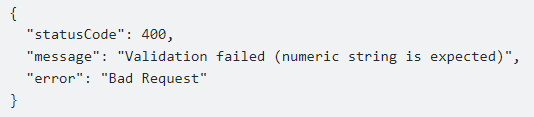 {
  "statusCode": 400,
  "message": "Validation failed (numeric string is expected)",
  "error": "Bad Request"
}